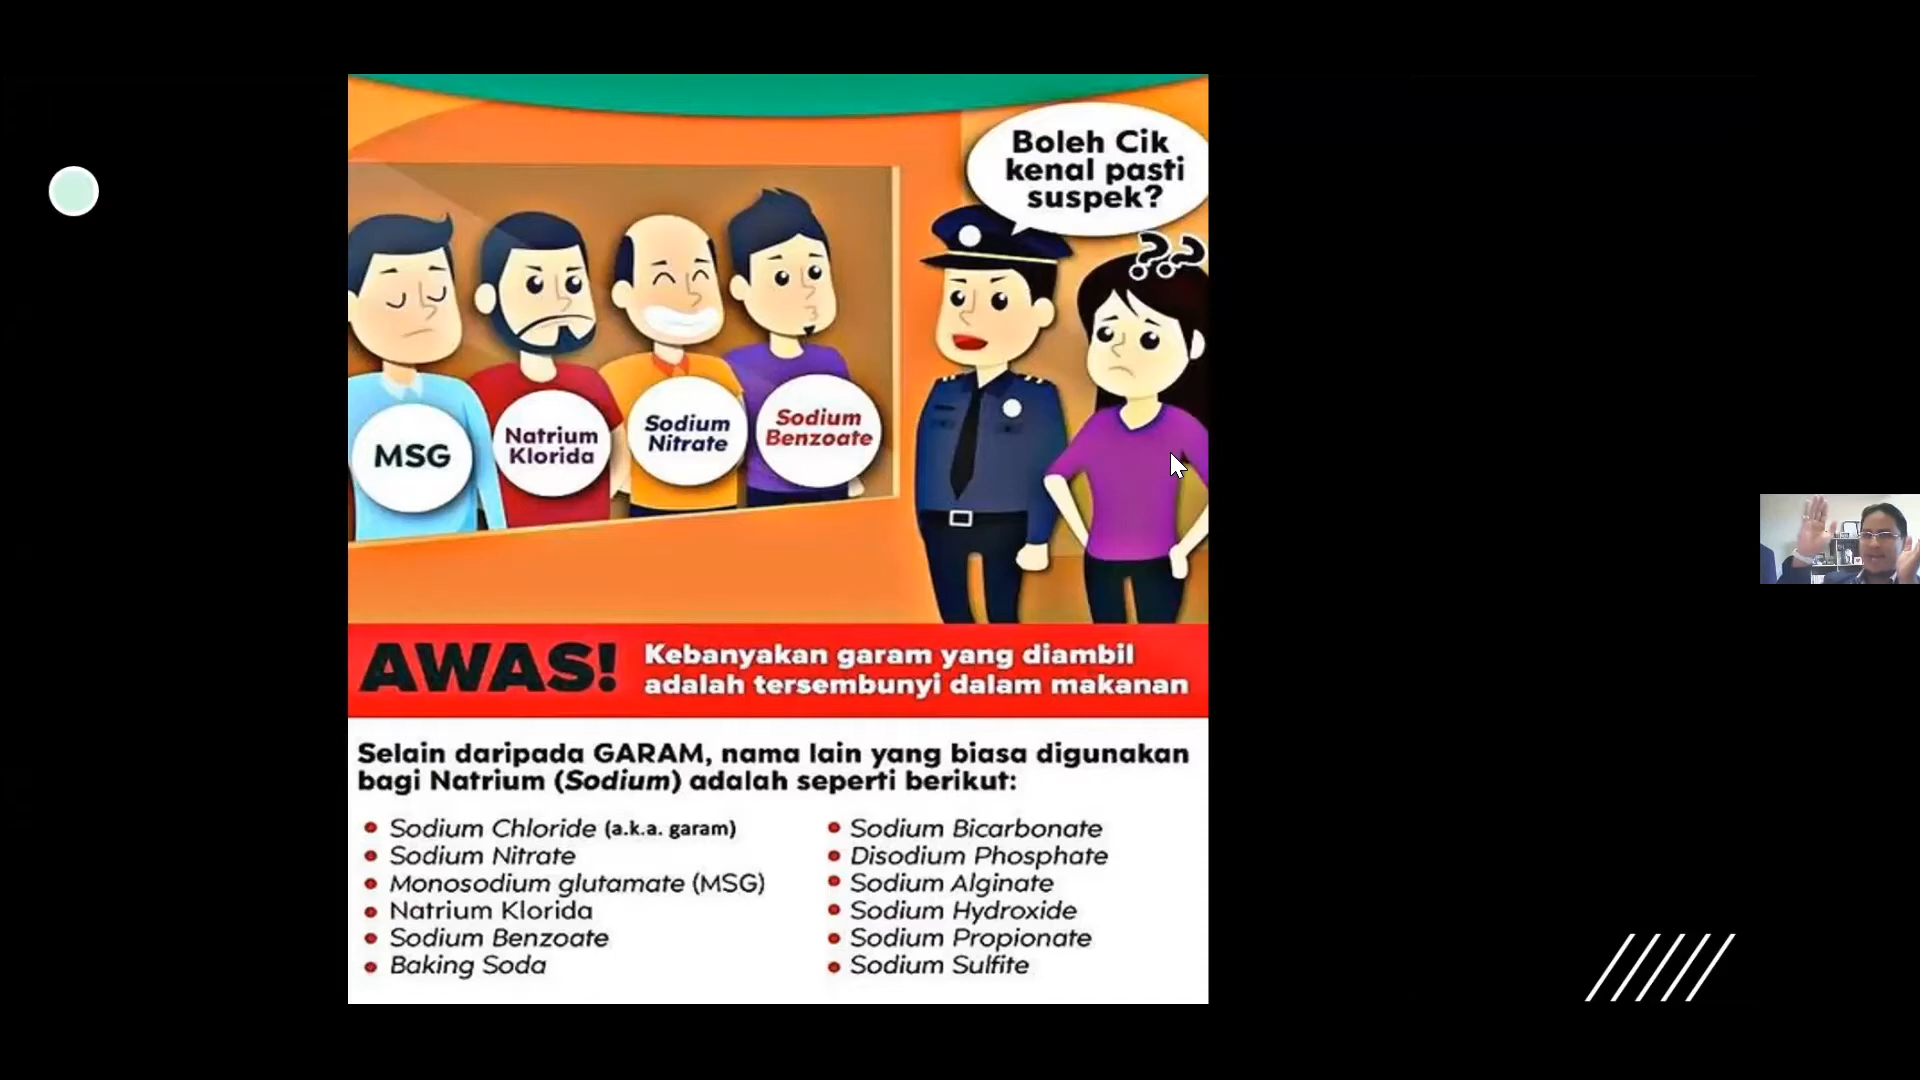 Boleh Cik
kenal pasti
suspek?
??
MSG
Natrium
Klorida
Sodium
Nitrate
Sodium
Benzoate
AWAS!
Kebanyakan garam yang diambil
adalah tersembunyi dalam makanan
Selain daripada GARAM, nama lain yang biasa digunakan
bagi Natrium (Sodium) adalah seperti berikut:
• Sodium Chloride (a.k.a. garam)
• Sodium Nitrate
• Monosodium glutamate (MSG)
• Natrium Klorida
• Sodium Benzoate
• Baking Soda
• Sodium Bicarbonate
• Disodium Phosphate
• Sodium Alginate
• Sodium Hydroxide
• Sodium Propionate
• Sodium Sulfite